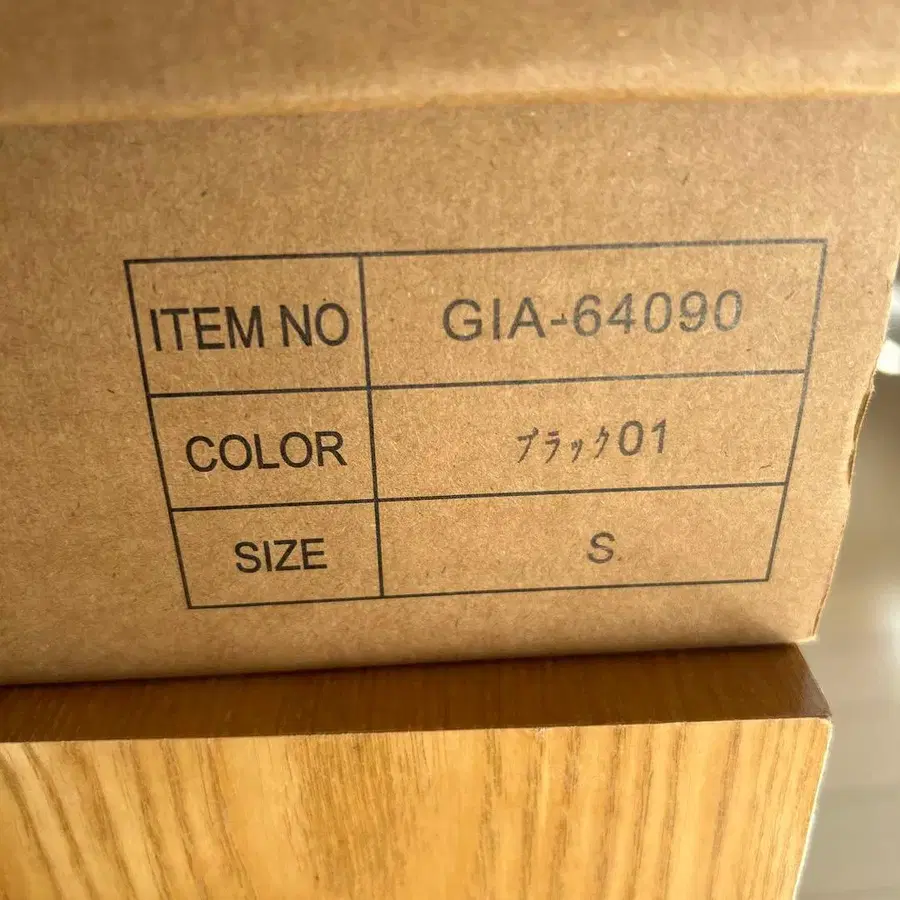 ITEM NO GIA-64090
COLOR ブラック01
SIZE S